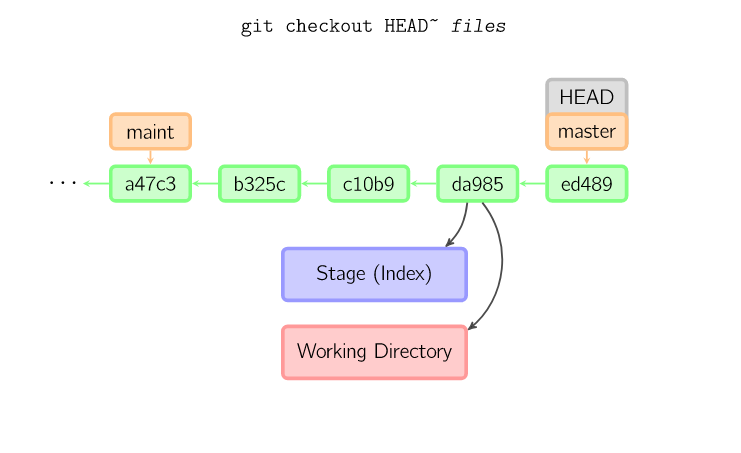 git checkout HEAD~ files
HEAD
maint
master
... a47c3 b325c c10b9 da985 ed489
Stage (Index)
Working Directory